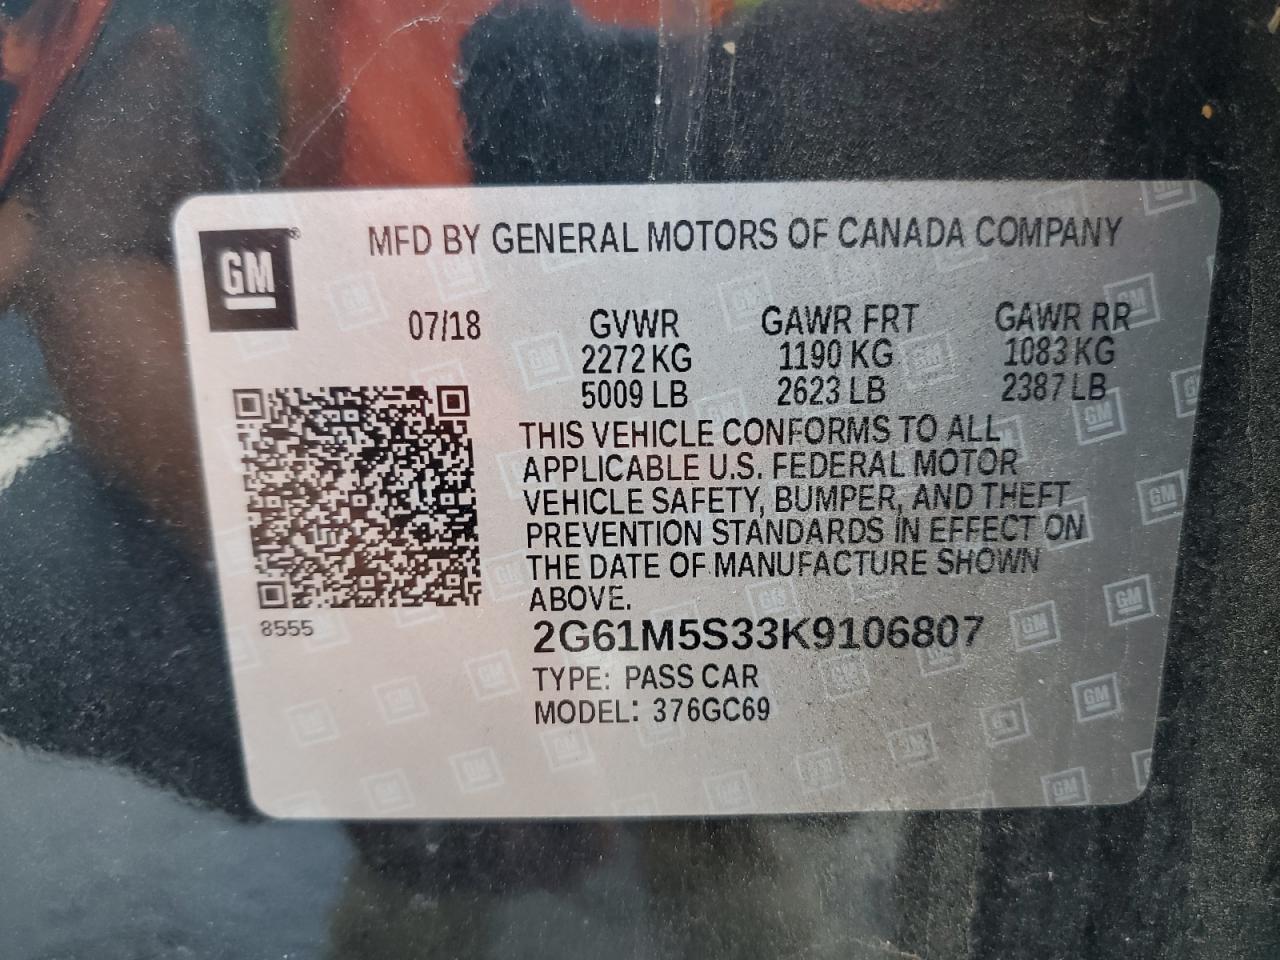 GM
MFD BY GENERAL MOTORS OF CANADA COMPANY
07/18 GVWR GAWR FRT GAWR RR
2272 KG 1190 KG 1083 KG
5009 LB 2623 LB 2387 LB
THIS VEHICLE CONFORMS TO ALL
APPLICABLE U.S. FEDERAL MOTOR
VEHICLE SAFETY, BUMPER, AND THEFT
PREVENTION STANDARDS IN EFFECT ON
THE DATE OF MANUFACTURE SHOWN
ABOVE.
8555
2G61M5S33K9106807
TYPE: PASS CAR
MODEL: 376GC69